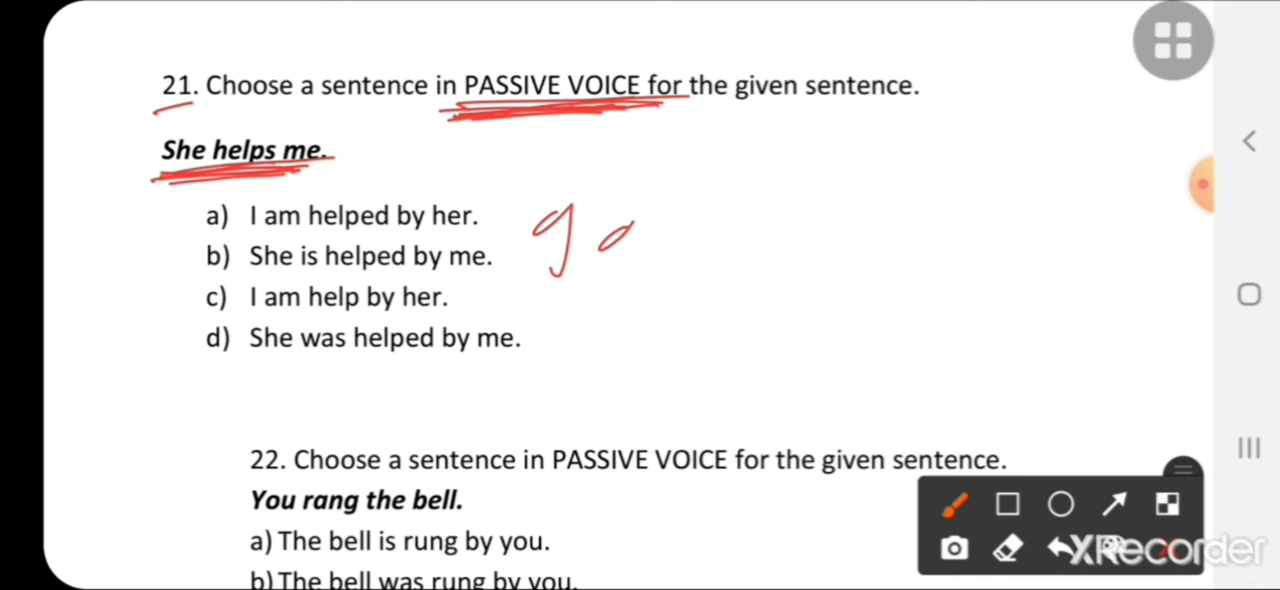 21. Choose a sentence in PASSIVE VOICE for the given sentence.
She helps me.
a) I am helped by her.
b) She is helped by me.
c) I am help by her.
d) She was helped by me.
22. Choose a sentence in PASSIVE VOICE for the given sentence.
You rang the bell.
a) The bell is rung by you.
b) The bell was rung by you.
XRecorder